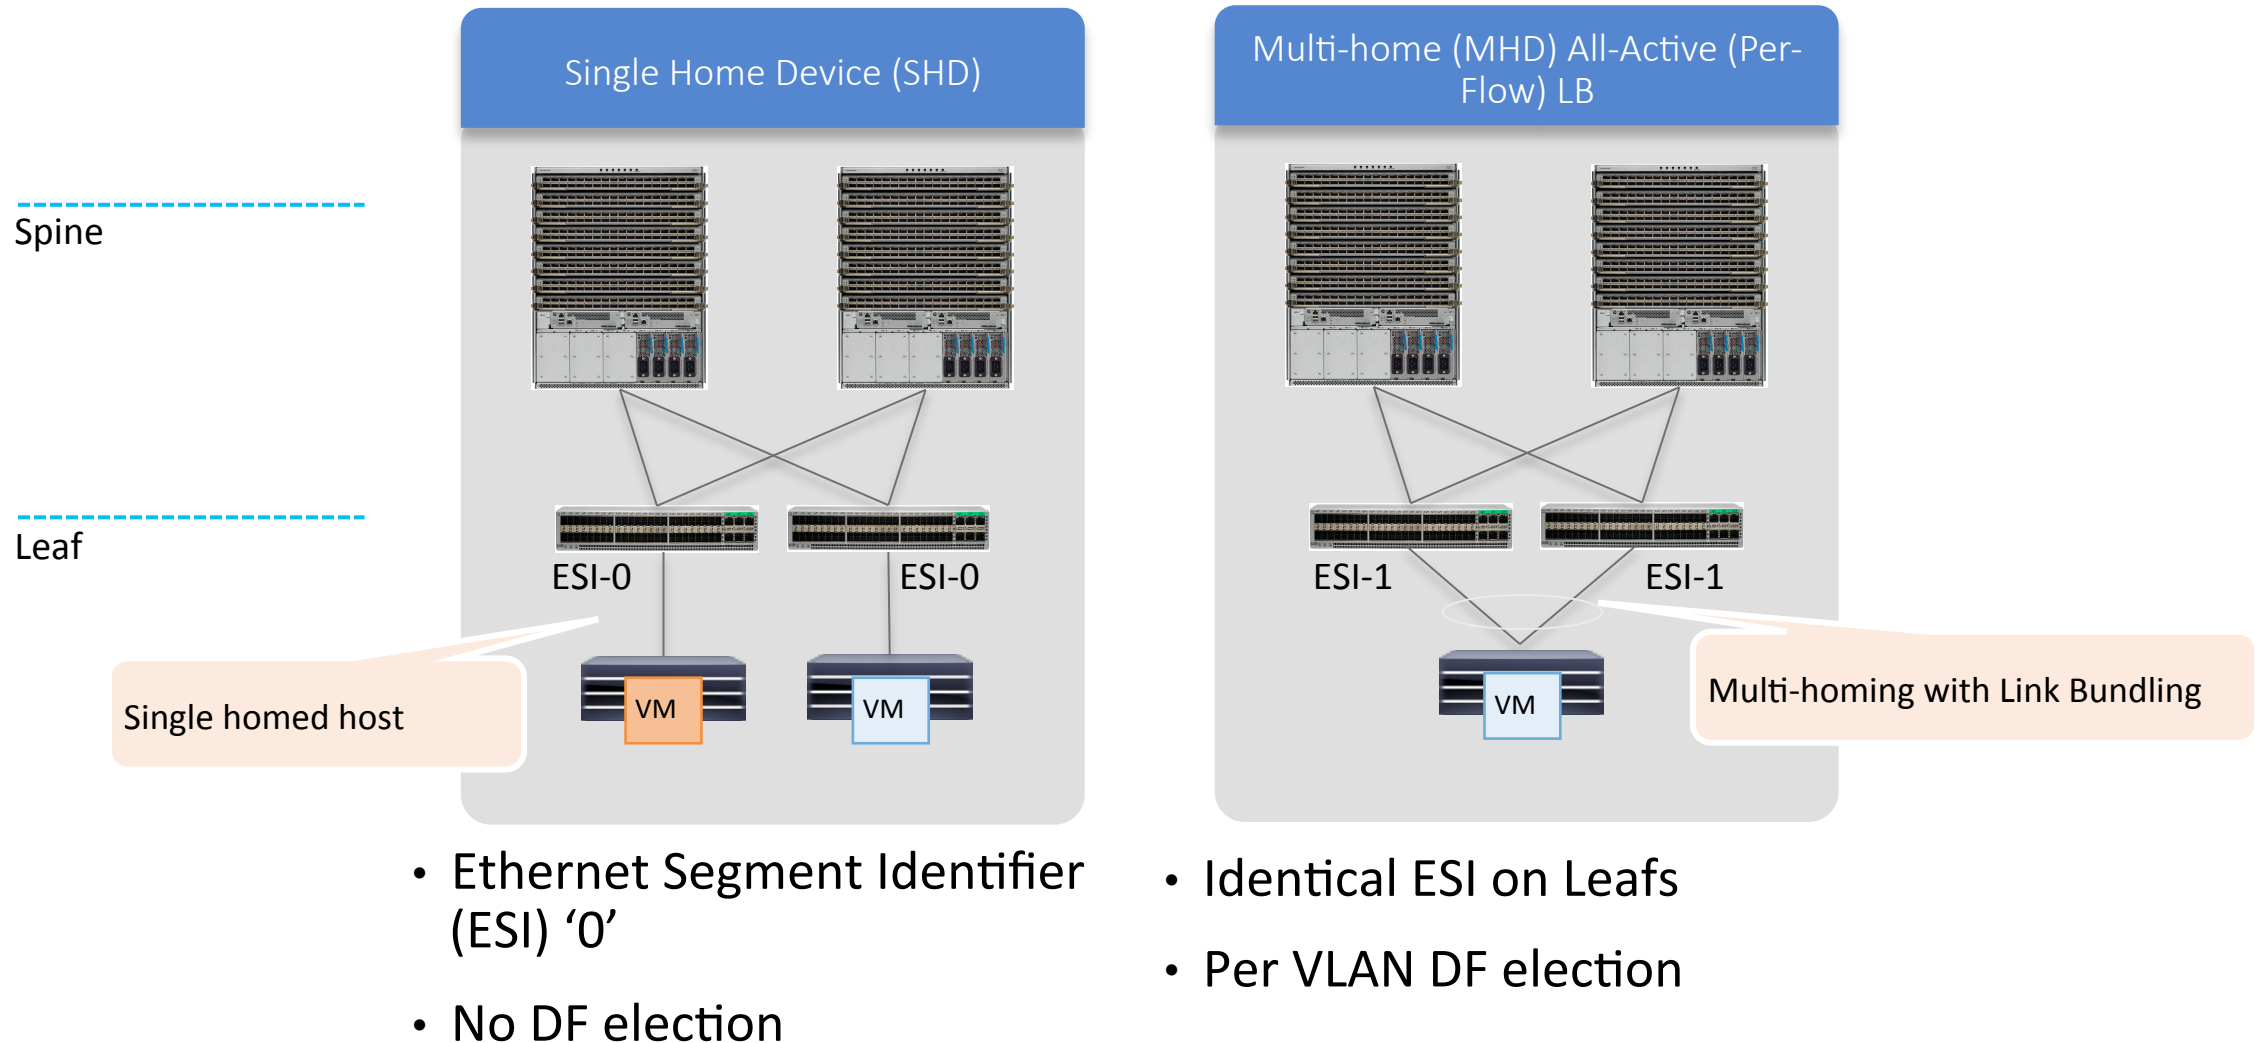 Single Home Device (SHD)
Multi-home (MHD) All-Active (Per-
Flow) LB
Spine
Leaf
ESI-0
ESI-0
ESI-1
ESI-1
Single homed host
VM
VM
VM
Multi-homing with Link Bundling
• Ethernet Segment Identifier
(ESI) ‘0’
• No DF election
• Identical ESI on Leafs
• Per VLAN DF election